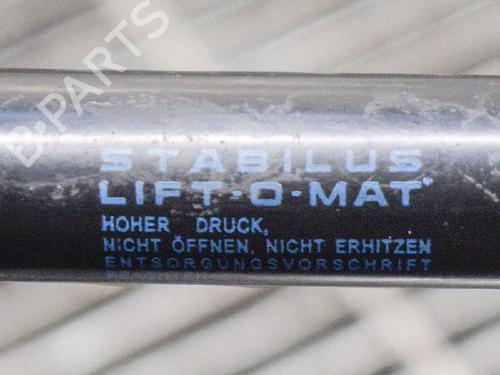 B-PARTS
STABILUS
LIFT-O-MAT®
HOHER DRUCK,
NICHT ÖFFNEN, NICHT ERHITZEN
ENTSORGUNGSVORSCHRIFT